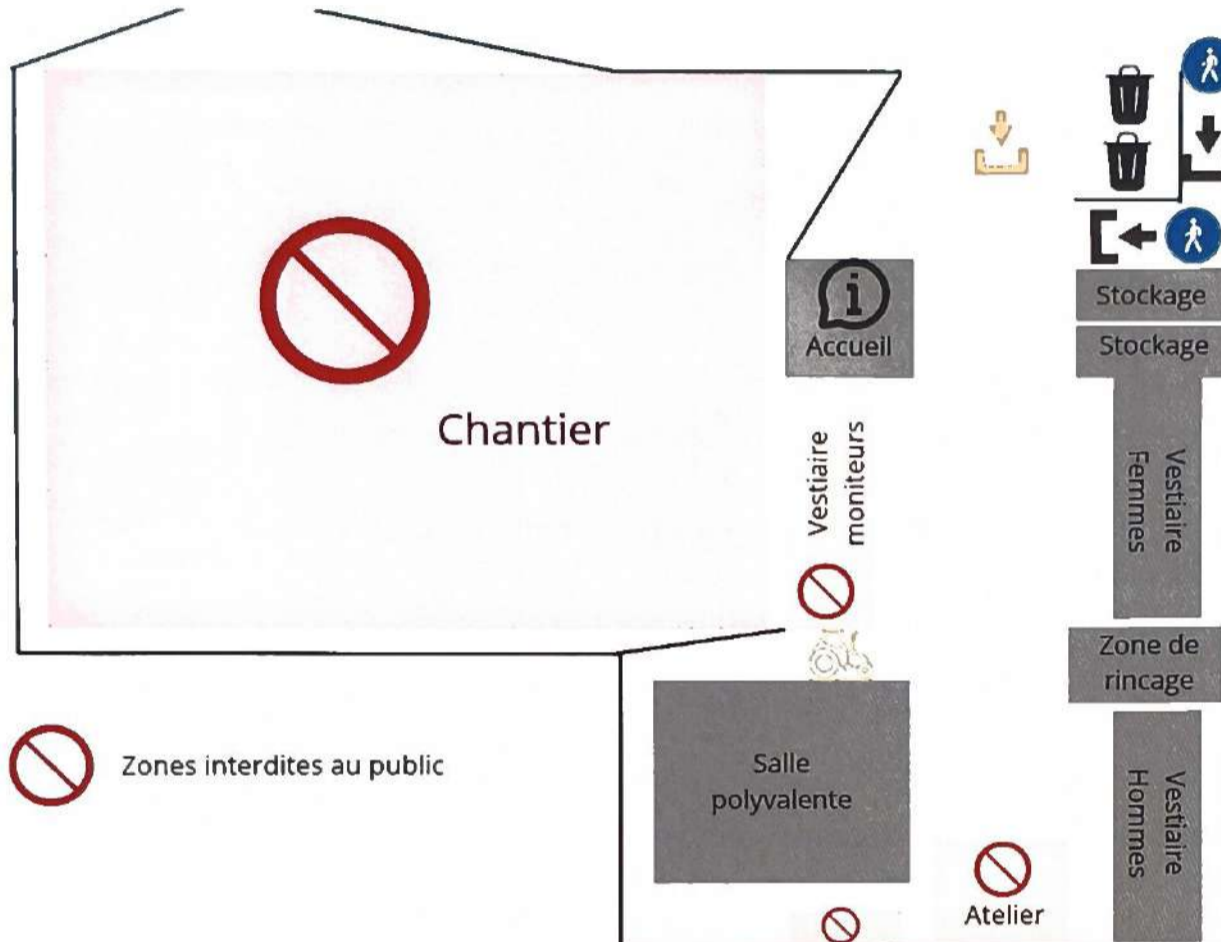 Accueil
Stockage
Stockage
Chantier
Vestiaire
moniteurs
Vestiaire
Femmes
Zone de
rincage
Zones interdites au public
Salle
polyvalente
Vestiaire
Hommes
Atelier